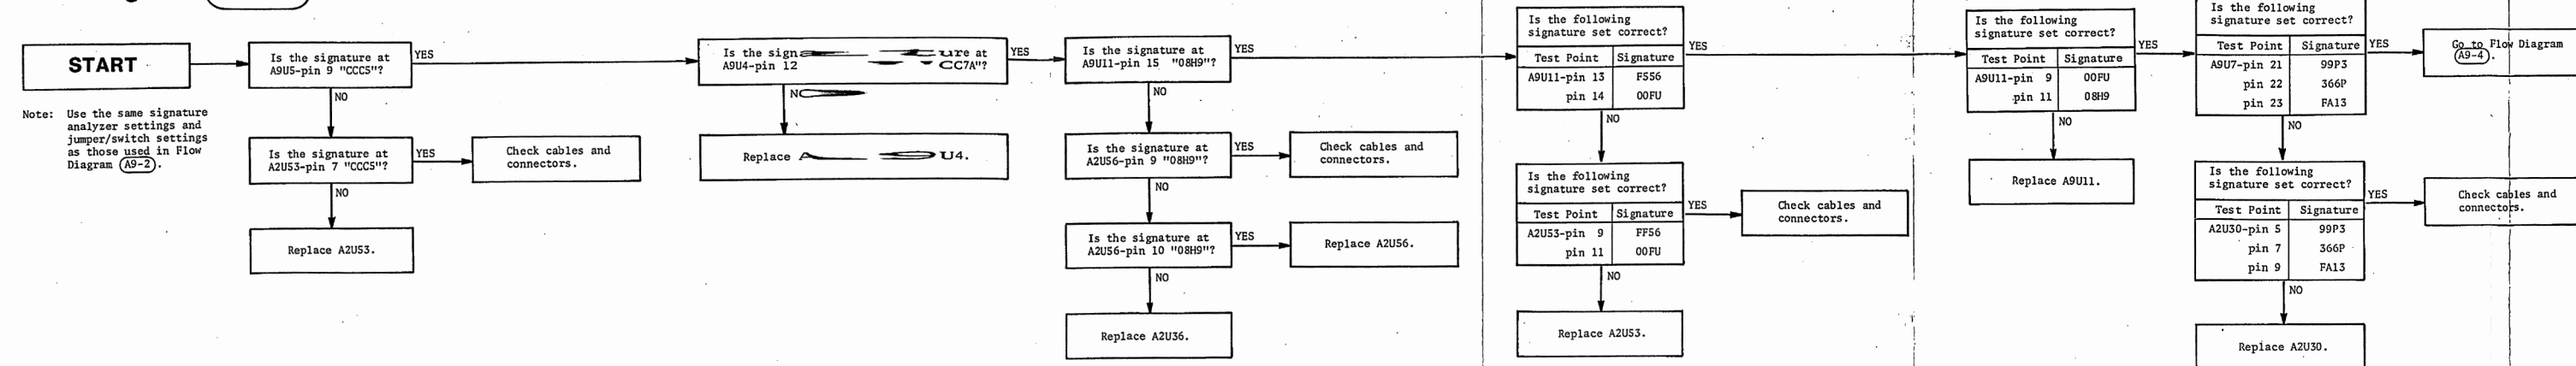 START
Note: Use the same signature
analyzer settings and
jumper/switch settings
as those used in Flow
Diagram A9-2.
Is the signature at
A9U5-pin 9 "CCC5"?
YES
NO
Is the signature at
A2U53-pin 7 "CCC5"?
YES
Check cables and
connectors.
NO
Replace A2U53.
Is the at
A9U4-pin 12 CC7A"?
YES
Replace U4.
Is the signature at
A9U11-pin 15 "08H9"?
YES
NO
Is the signature at
A2U56-pin 9 "08H9"?
YES
Check cables and
connectors.
NO
Is the signature at
A2U56-pin 10 "08H9"?
YES
Replace A2U56.
NO
Replace A2U36.
Is the following
signature set correct?
Test Point Signature
A9U11-pin 13 F556
pin 14 00FU
YES
NO
Is the following
signature set correct?
Test Point Signature
A2U53-pin 9 FF56
pin 11 00FU
YES
Check cables and
connectors.
NO
Replace A2U53.
Is the following
signature set correct?
Test Point Signature
A9U11-pin 9 00FU
pin 11 08H9
YES
NO
Replace A9U11.
Is the following
signature set correct?
Test Point Signature
A9U7-pin 21 99P3
pin 22 366P
pin 23 FA13
YES
Go to Flow Diagram
A9-4.
NO
Is the following
signature set correct?
Test Point Signature
A2U30-pin 5 99P3
pin 7 366P
pin 9 FA13
YES
Check cables and
connectors.
NO
Replace A2U30.